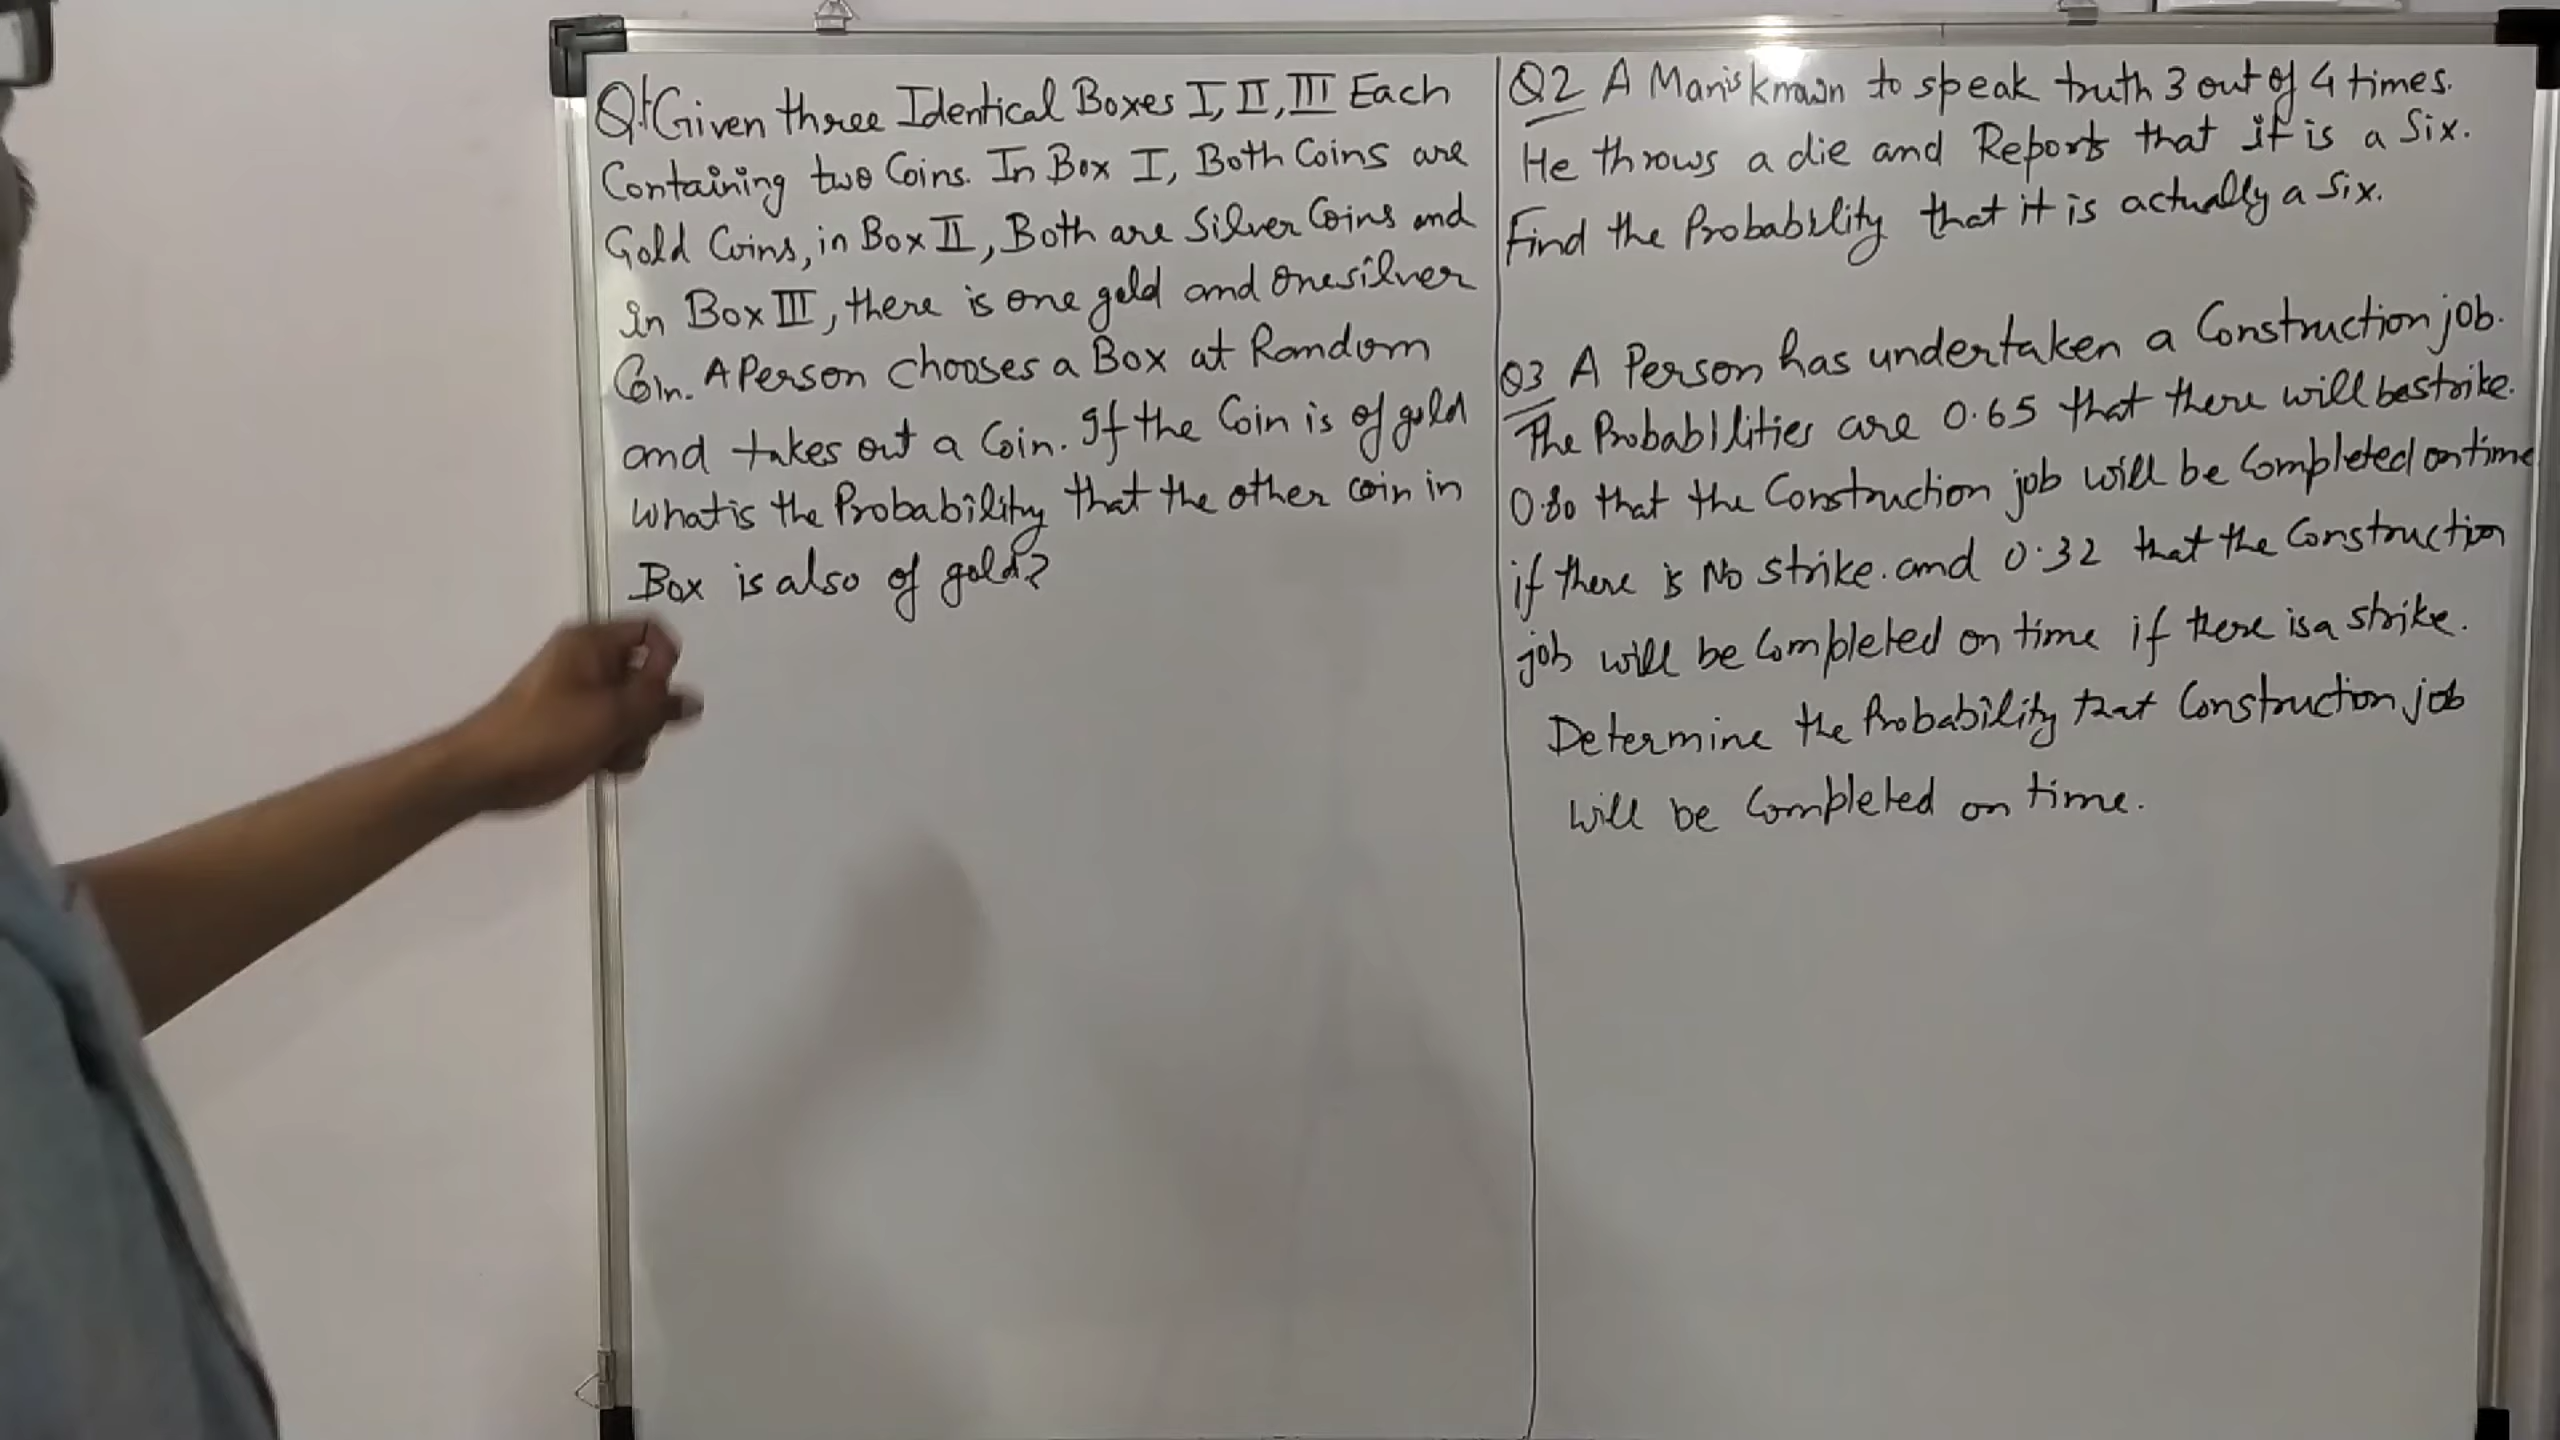 Q1 Given three Identical Boxes I, II, III Each
Containing two Coins. In Box I, Both Coins are
Gold Coins, in Box II, Both are Silver Coins and
in Box III, there is one gold and one silver
Coin. A Person chooses a Box at Random
and takes out a Coin. If the Coin is of gold
What is the Probability that the other coin in
Box is also of gold?
Q2 A Man is known to speak truth 3 out of 4 times.
He throws a die and Reports that it is a Six.
Find the Probability that it is actually a six.
Q3 A Person has undertaken a Construction job.
The Probabilities are 0.65 that there will be strike.
0.80 that the Construction job will be Completed on time
if there is No strike. and 0.32 that the Construction
job will be Completed on time if there is a strike.
Determine the Probability that Construction job
will be Completed on time.